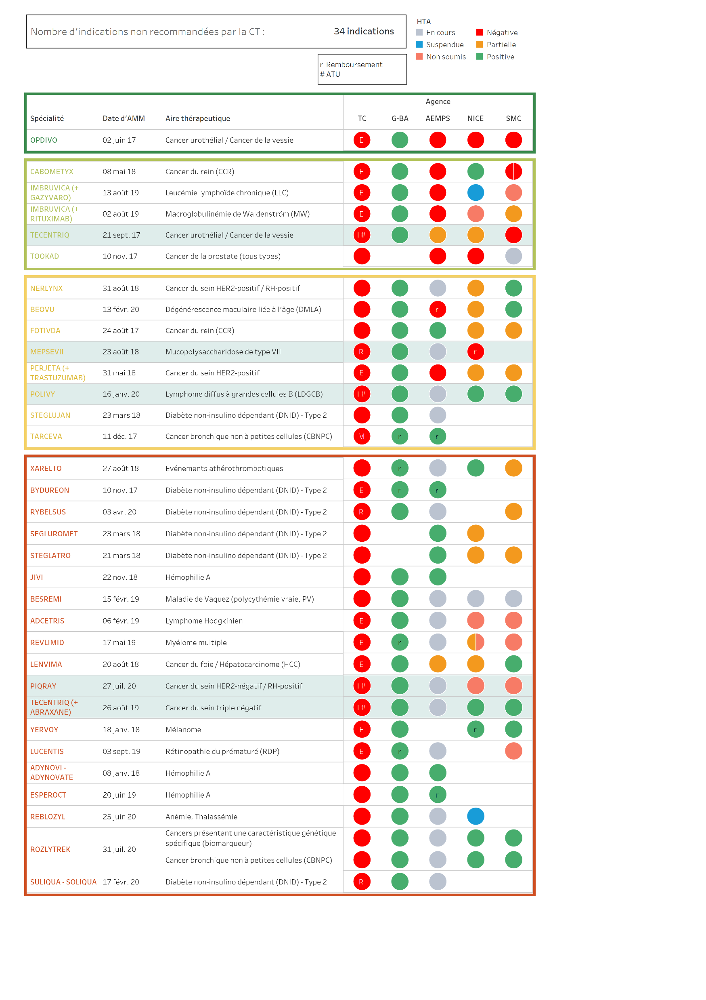 Nombre d'indications non recommandées par la CT : 34 indications
HTA
En cours Négative
Suspendue Partielle
Non soumis Positive
r Remboursement
# ATU
Agence
Spécialité Date d'AMM Aire thérapeutique TC G-BA AEMPS NICE SMC
OPDIVO 02 juin 17 Cancer urothélial / Cancer de la vessie E
CABOMETYX 08 mai 18 Cancer du rein (CCR) E
IMBRUVICA (+
GAZYVARO) 13 août 19 Leucémie lymphoïde chronique (LLC) E
IMBRUVICA (+
RITUXIMAB) 02 août 19 Macroglobulinémie de Waldenström (MW) E
TECENTRIQ 21 sept. 17 Cancer urothélial / Cancer de la vessie I #
TOOKAD 10 nov. 17 Cancer de la prostate (tous types) I
NERLYNX 31 août 18 Cancer du sein HER2-positif / RH-positif I
BEOVU 13 févr. 20 Dégénérescence maculaire liée à l'âge (DMLA) I r
FOTIVDA 24 août 17 Cancer du rein (CCR) I
MEPSEVII 23 août 18 Mucopolysaccharidose de type VII R r
PERJETA (+
TRASTUZUMAB) 31 mai 18 Cancer du sein HER2-positif E
POLIVY 16 janv. 20 Lymphome diffus à grandes cellules B (LDGCB) I #
STEGLUJAN 23 mars 18 Diabète non-insulino dépendant (DNID) - Type 2 I
TARCEVA 11 déc. 17 Cancer bronchique non à petites cellules (CBNPC) M r r
XARELTO 27 août 18 Evénements athérothrombotiques I r
BYDUREON 10 nov. 17 Diabète non-insulino dépendant (DNID) - Type 2 E r r
RYBELSUS 03 avr. 20 Diabète non-insulino dépendant (DNID) - Type 2 R
SEGLUROMET 23 mars 18 Diabète non-insulino dépendant (DNID) - Type 2 I
STEGLATRO 21 mars 18 Diabète non-insulino dépendant (DNID) - Type 2 I
JIVI 22 nov. 18 Hémophilie A I
BESREMI 15 févr. 19 Maladie de Vaquez (polycythémie vraie, PV) I
ADCETRIS 06 févr. 19 Lymphome Hodgkinien E
REVLIMID 17 mai 19 Myélome multiple E r
LENVIMA 20 août 18 Cancer du foie / Hépatocarcinome (HCC) E
PIQRAY 27 juil. 20 Cancer du sein HER2-négatif / RH-positif I #
TECENTRIQ (+
ABRAXANE) 26 août 19 Cancer du sein triple négatif I #
YERVOY 18 janv. 18 Mélanome E r
LUCENTIS 03 sept. 19 Rétinopathie du prématuré (RDP) E r
ADYNOVI -
ADYNOVATE 08 janv. 18 Hémophilie A I
ESPEROCT 20 juin 19 Hémophilie A I r
REBLOZYL 25 juin 20 Anémie, Thalassémie I
ROZLYTREK 31 juil. 20 Cancers présentant une caractéristique génétique
spécifique (biomarqueur) I
Cancer bronchique non à petites cellules (CBNPC) I
SULIQUA - SOLIQUA 17 févr. 20 Diabète non-insulino dépendant (DNID) - Type 2 R